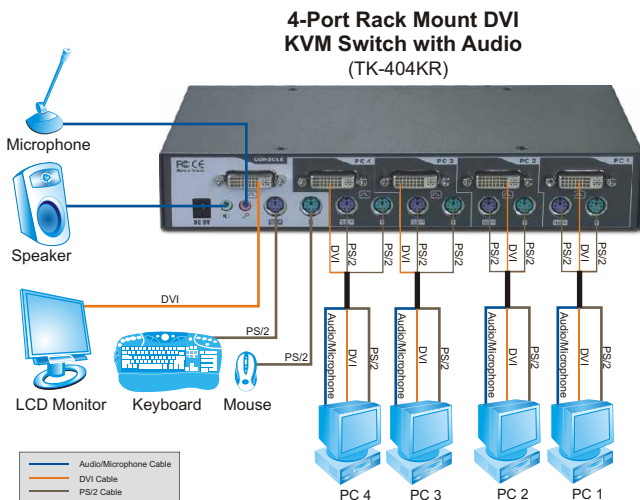 4-Port Rack Mount DVI
KVM Switch with Audio
(TK-404KR)
Microphone
CONSOLE
PC 4
PC 3
PC 2
PC 1
FC CE
Speaker
DVI
PS/2
PS/2
DVI
PS/2
PS/2
DVI
PS/2
PS/2
DVI
PS/2
PS/2
DVI
PS/2
PS/2
LCD Monitor
Keyboard
Mouse
Audio/Microphone
DVI
PS/2
Audio/Microphone
DVI
PS/2
Audio/Microphone
DVI
PS/2
Audio/Microphone
DVI
PS/2
Audio/Microphone Cable
DVI Cable
PS/2 Cable
PC 4
PC 3
PC 2
PC 1